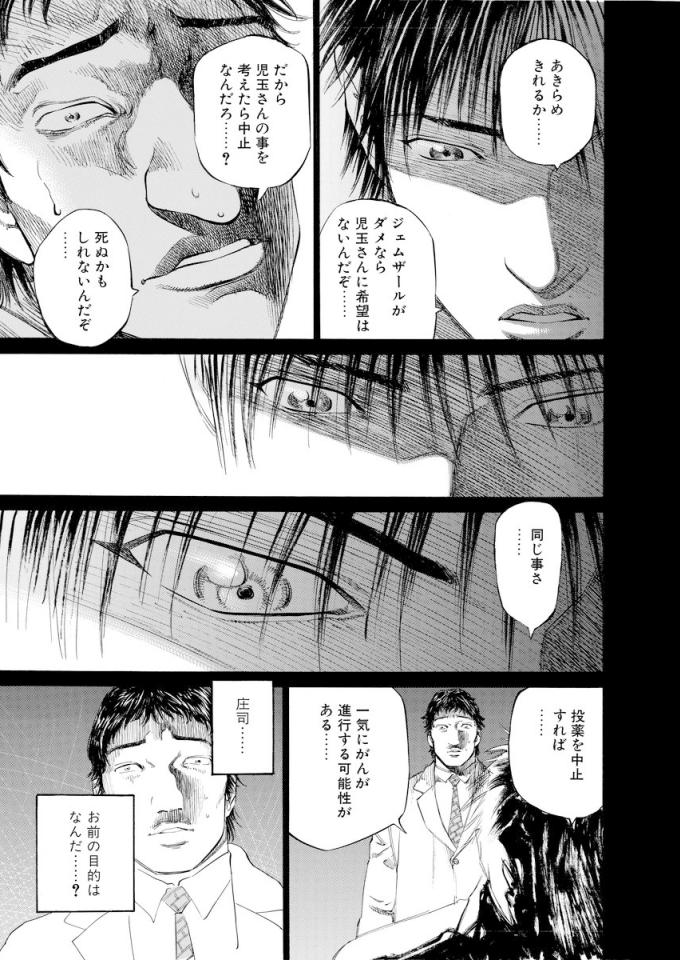 あきらめ
きれるか……
ジェムザールが
ダメなら
児玉さんに希望は
ないんだぞ……
だから
児玉さんの事を
考えたら中止
なんだろ……？
死ぬかも
しれないんだぞ
……
同じ事さ
……
投薬を中止
すれば
……
一気にがんが
進行する可能性が
ある……
庄司……
お前の目的は
なんだ……？